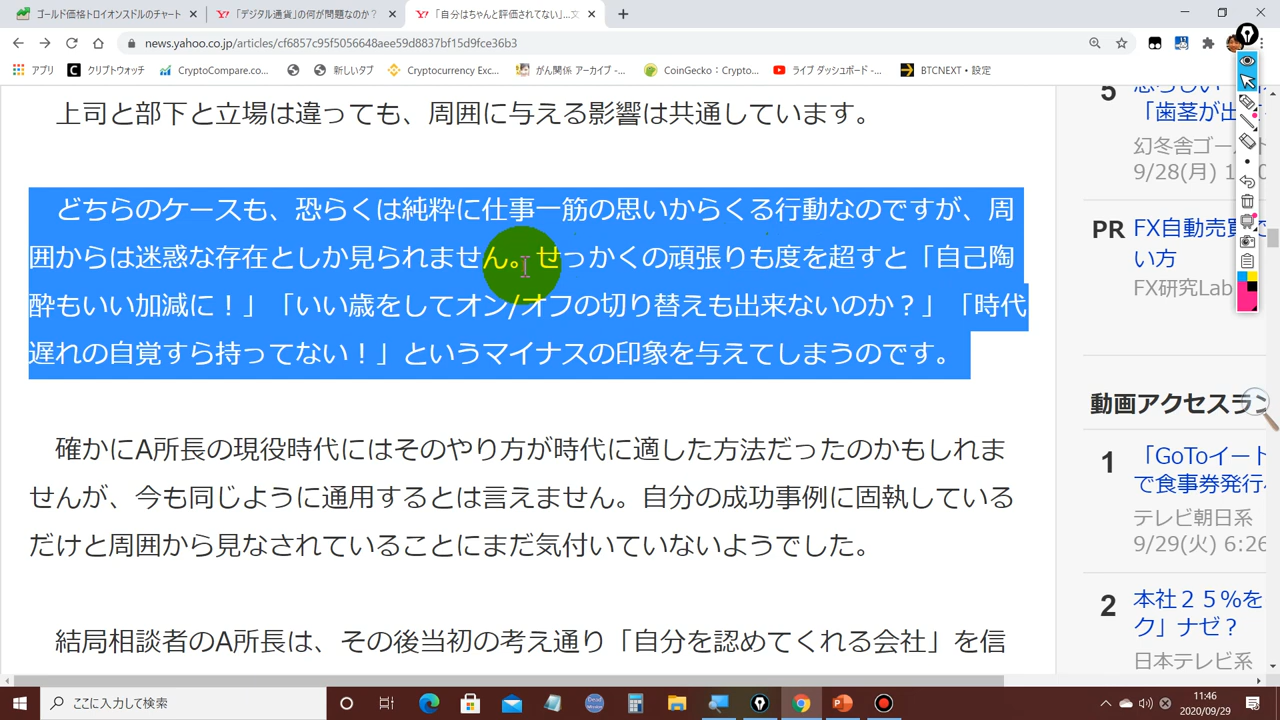 ゴールド価格トロイオンスドルのチャート
「デジタル通貨」の何が問題なのか？
「自分はちゃんと評価されてない」...文
news.yahoo.co.jp/articles/cf6857c95f5056648aee59d8837bf15d9fce36b3
アプリ
クリプトウォッチ
CryptoCompare.co...
新しいタブ
Cryptocurrency Exc...
がん関係 アーカイブ -...
CoinGecko：Crypto...
ライブ ダッシュボード -...
BTCNEXT・設定
上司と部下と立場は違っても、周囲に与える影響は共通しています。
どちらのケースも、恐らくは純粋に仕事一筋の思いからくる行動なのですが、周
囲からは迷惑な存在としか見られません。せっかくの頑張りも度を超すと「自己陶
酔もいい加減に！」「いい歳をしてオン/オフの切り替えも出来ないのか？」「時代
遅れの自覚すら持ってない！」というマイナスの印象を与えてしまうのです。
確かにA所長の現役時代にはそのやり方が時代に適した方法だったのかもしれま
せんが、今も同じように通用するとは言えません。自分の成功事例に固執している
だけと周囲から見なされていることにまだ気付いていないようでした。
結局相談者のA所長は、その後当初の考え通り「自分を認めてくれる会社」を信
5
「歯茎が出
幻冬舎ゴー
9/28(月) 1
PR
FX自動売買
い方
FX研究Lab
動画アクセスラン
1
「GoToイート
で食事券発行
テレビ朝日系
9/29(火) 6:26
2
本社２５％を
ク」ナゼ？
日本テレビ系
ここに入力して検索
11:46
2020/09/29